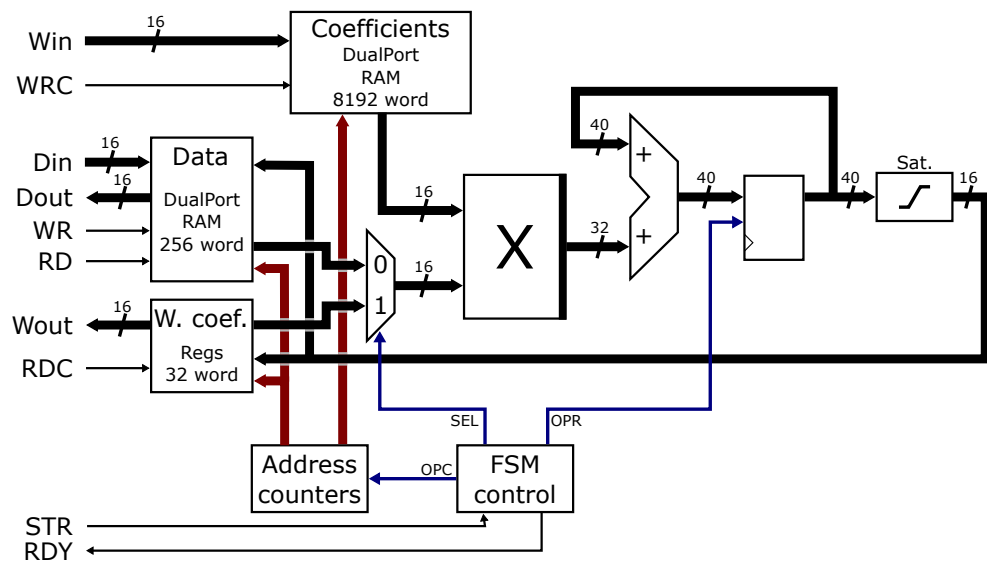 Win
16
WRC
Coefficients
DualPort
RAM
8192 word
Din
16
Dout
16
WR
RD
Data
DualPort
RAM
256 word
Wout
16
RDC
W. coef.
Regs
32 word
0
1
16
16
X
32
40
+
+
40
40
Sat.
16
SEL
OPR
OPC
Address
counters
FSM
control
STR
RDY